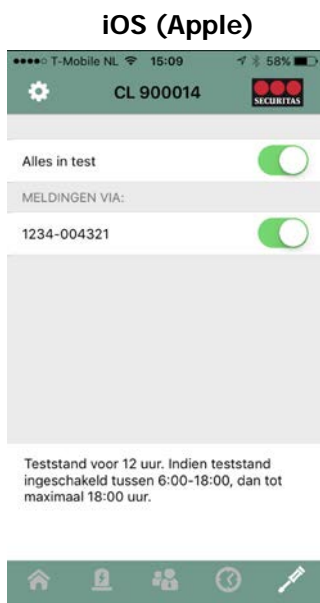 iOS (Apple)
T-Mobile NL 15:09 58%
CL 900014
SECURITAS
Alles in test
MELDINGEN VIA:
1234-004321
Teststand voor 12 uur. Indien teststand
ingeschakeld tussen 6:00-18:00, dan tot
maximaal 18:00 uur.